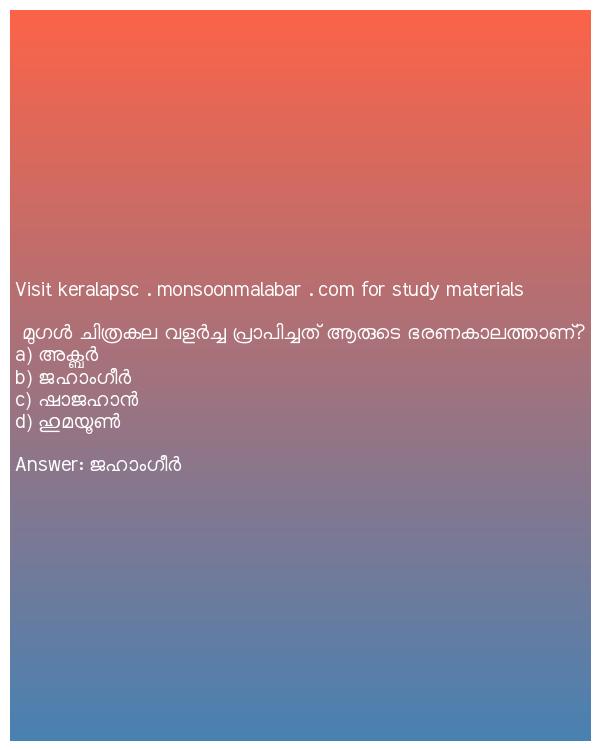 Visit keralapsc . monsoonmalabar . com for study materials
മുഗൾ ചിത്രകല വളർച്ച പ്രാപിച്ചത് ആരുടെ ഭരണകാലത്താണ്?
a) അക്ബർ
b) ജഹാംഗീർ
c) ഷാജഹാൻ
d) ഹുമയൂൺ
Answer: ജഹാംഗീർ